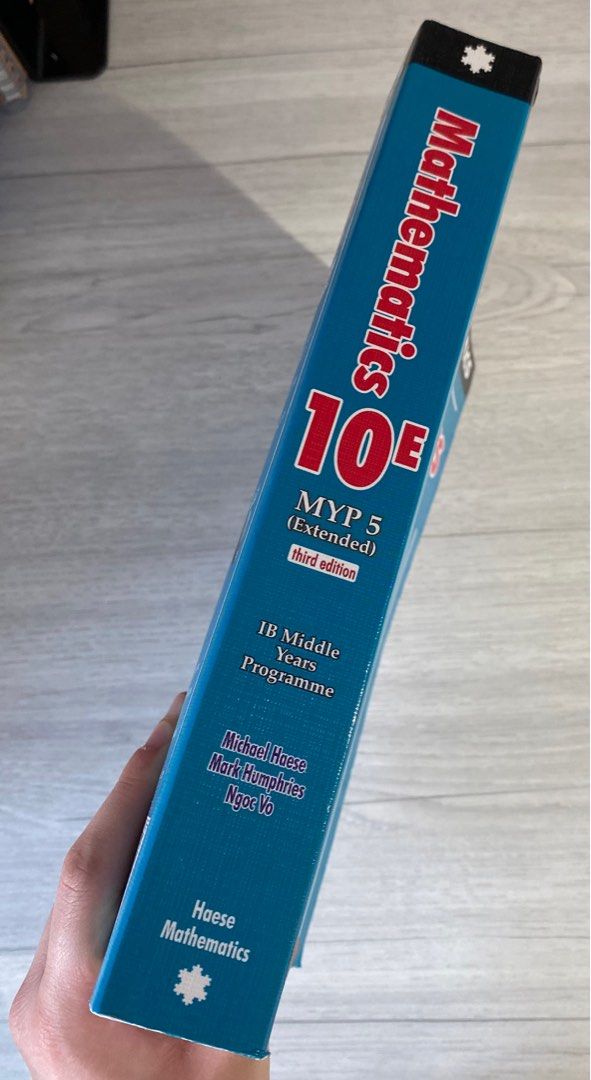 Mathematics
10E
MYP 5
(Extended)
third edition
IB Middle
Years
Programme
Michael Haese
Mark Humphries
Ngoc Vo
Haese
Mathematics